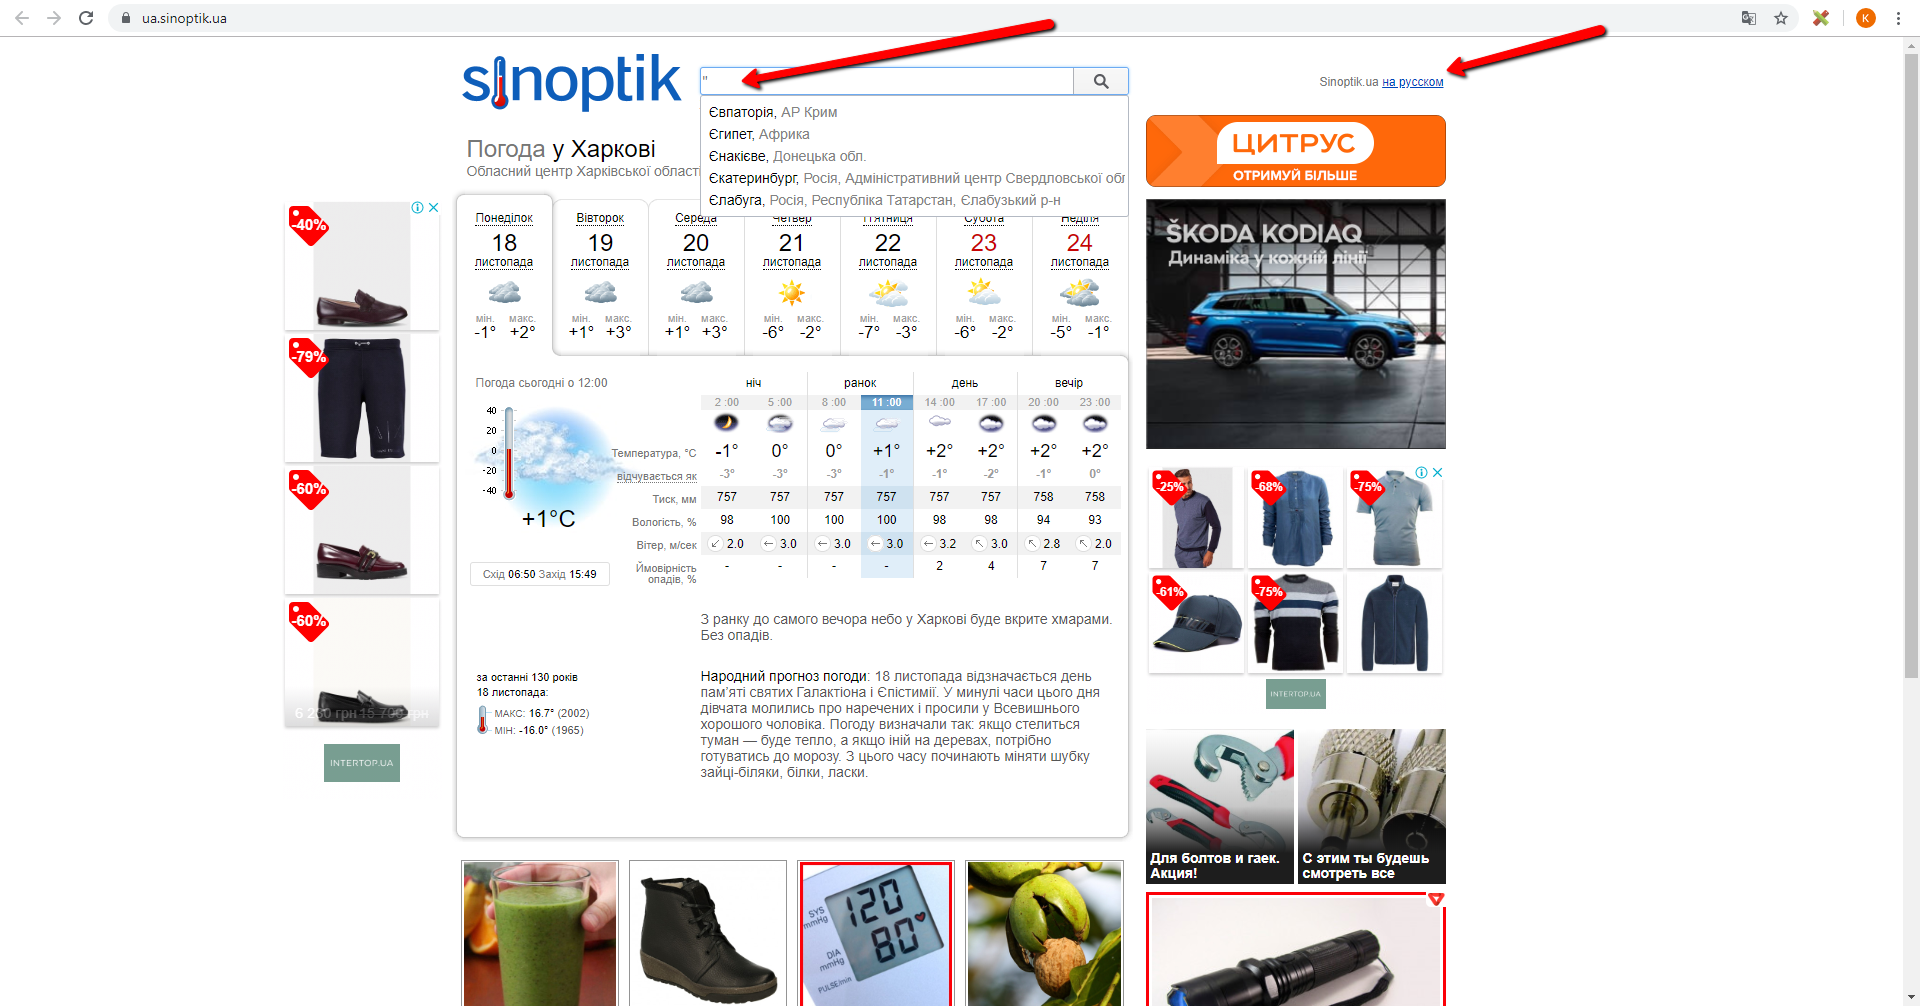 ua.sinoptik.ua
K
sinoptik
"
Sinoptik.ua на русском
Євпаторія, АР Крим
Єгипет, Африка
Єнакієве, Донецька обл.
Єкатеринбург, Росія, Адміністративний центр Свердловської обл
Єлабуга, Росія, Республіка Татарстан, Єлабузький р-н
Погода у Харкові
Обласний центр Харківської област
Понеділок Вівторок Середа Четвер П'ятниця Субота Неділя
18 19 20 21 22 23 24
листопада листопада листопада листопада листопада листопада листопада
мін. макс. мін. макс. мін. макс. мін. макс. мін. макс. мін. макс. мін. макс.
-1° +2° +1° +3° +1° +3° -6° -2° -7° -3° -6° -2° -5° -1°
Погода сьогодні о 12:00
40
20
0
-20
-40
+1°C
Схід 06:50 Захід 15:49
ніч ранок день вечір
2 :00 5 :00 8 :00 11 :00 14 :00 17 :00 20 :00 23 :00
Температура, °C -1° 0° 0° +1° +2° +2° +2° +2°
відчувається як -3° -3° -3° -1° -1° -2° -1° 0°
Тиск, мм 757 757 757 757 757 757 758 758
Вологість, % 98 100 100 100 98 98 94 93
Вітер, м/сек 2.0 3.0 3.0 3.0 3.2 3.0 2.8 2.0
Ймовірність
опадів, % - - - - 2 4 7 7
З ранку до самого вечора небо у Харкові буде вкрите хмарами.
Без опадів.
за останні 130 років
18 листопада:
МАКС: 16.7° (2002)
МІН: -16.0° (1965)
Народний прогноз погоди: 18 листопада відзначається день
пам’яті святих Галактіона і Єпістимії. У минулі часи цього дня
дівчата молились про наречених і просили у Всевишнього
хорошого чоловіка. Погоду визначали так: якщо стелиться
туман — буде тепло, а якщо іній на деревах, потрібно
готуватись до морозу. З цього часу починають міняти шубку
зайці-біляки, білки, ласки.
-40%
-79%
-60%
-60%
6 230 грн 15 700 грн
INTERTOP.UA
ЦИТРУС
ОТРИМУЙ БІЛЬШЕ
ŠKODA KODIAQ
Динаміка у кожній лінії
-25% -68% -75%
-61% -75%
INTERTOP.UA
Для болтов и гаек.
Акция!
С этим ты будешь
смотреть все
SYS
mmHg
120
DIA
mmHg
80
PULSE/min